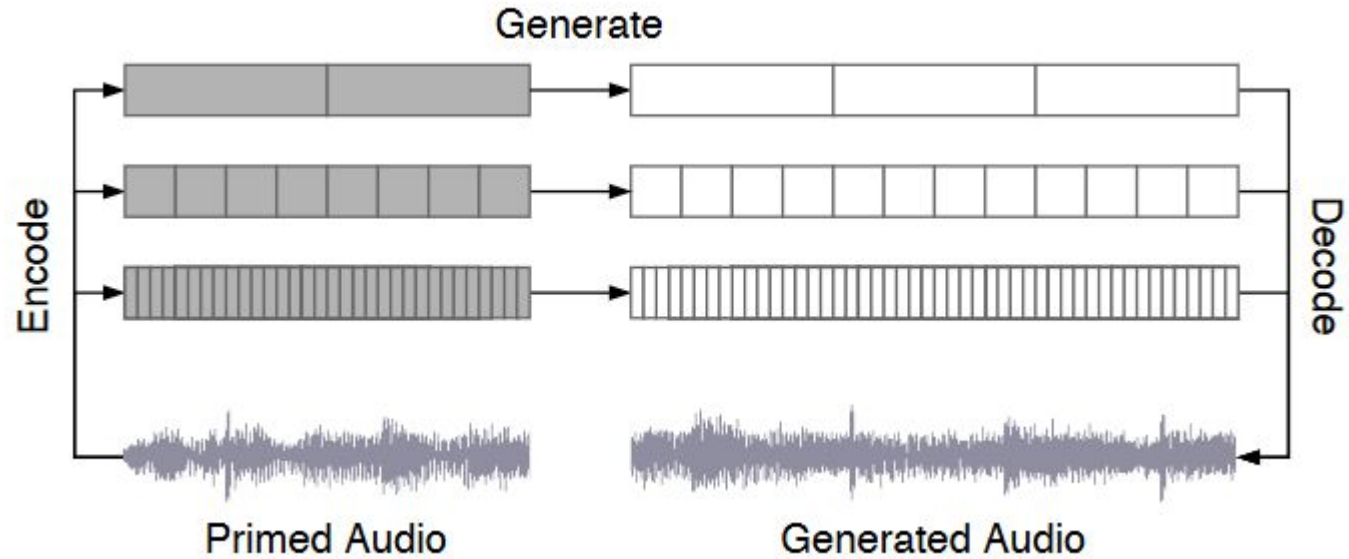 Generate
Encode
Decode
Primed Audio
Generated Audio